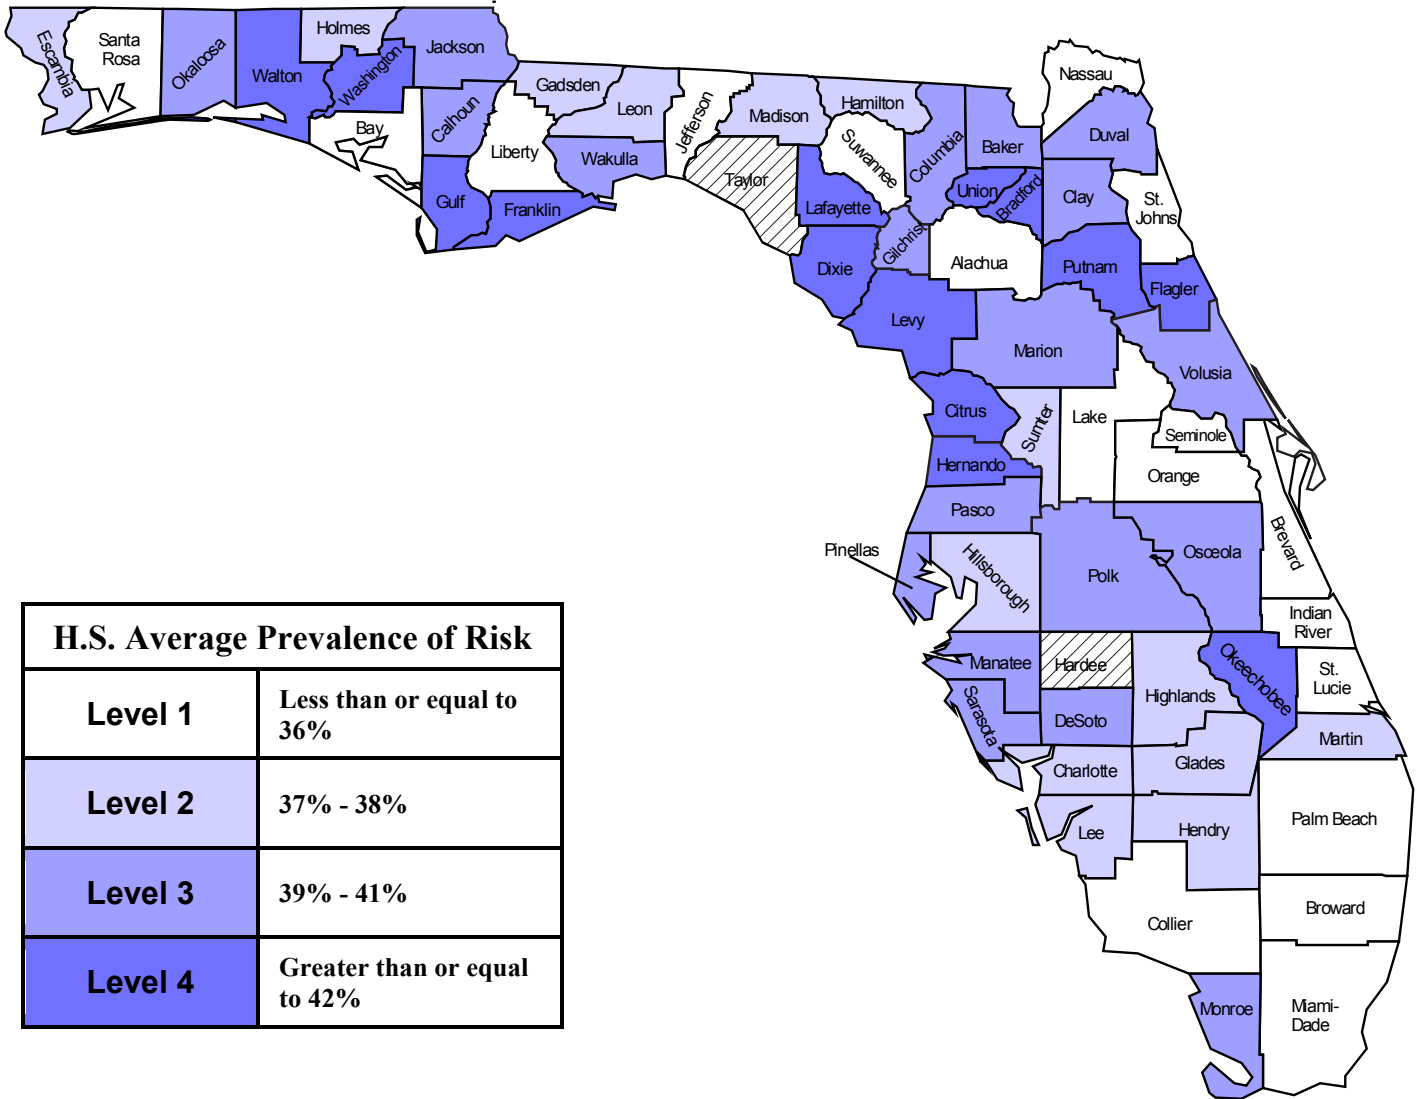 Escambia
Santa
Rosa
Okaloosa
Walton
Holmes
Washington
Jackson
Bay
Calhoun
Gulf
Liberty
Franklin
Gadsden
Leon
Wakulla
Jefferson
Madison
Taylor
Hamilton
Suwannee
Lafayette
Dixie
Columbia
Gilchrist
Levy
Baker
Union
Bradford
Alachua
Nassau
Duval
Clay
St.
Johns
Putnam
Flagler
Marion
Volusia
Citrus
Sumter
Lake
Seminole
Hernando
Orange
Pasco
Brevard
Pinellas
Hillsborough
Polk
Osceola
Indian
River
Manatee
Hardee
Highlands
Okeechobee
St.
Lucie
Sarasota
DeSoto
Martin
Charlotte
Glades
Lee
Hendry
Palm Beach
Collier
Broward
Monroe
Miami-
Dade
H.S. Average Prevalence of Risk
Level 1
Less than or equal to
36%
Level 2
37% - 38%
Level 3
39% - 41%
Level 4
Greater than or equal
to 42%